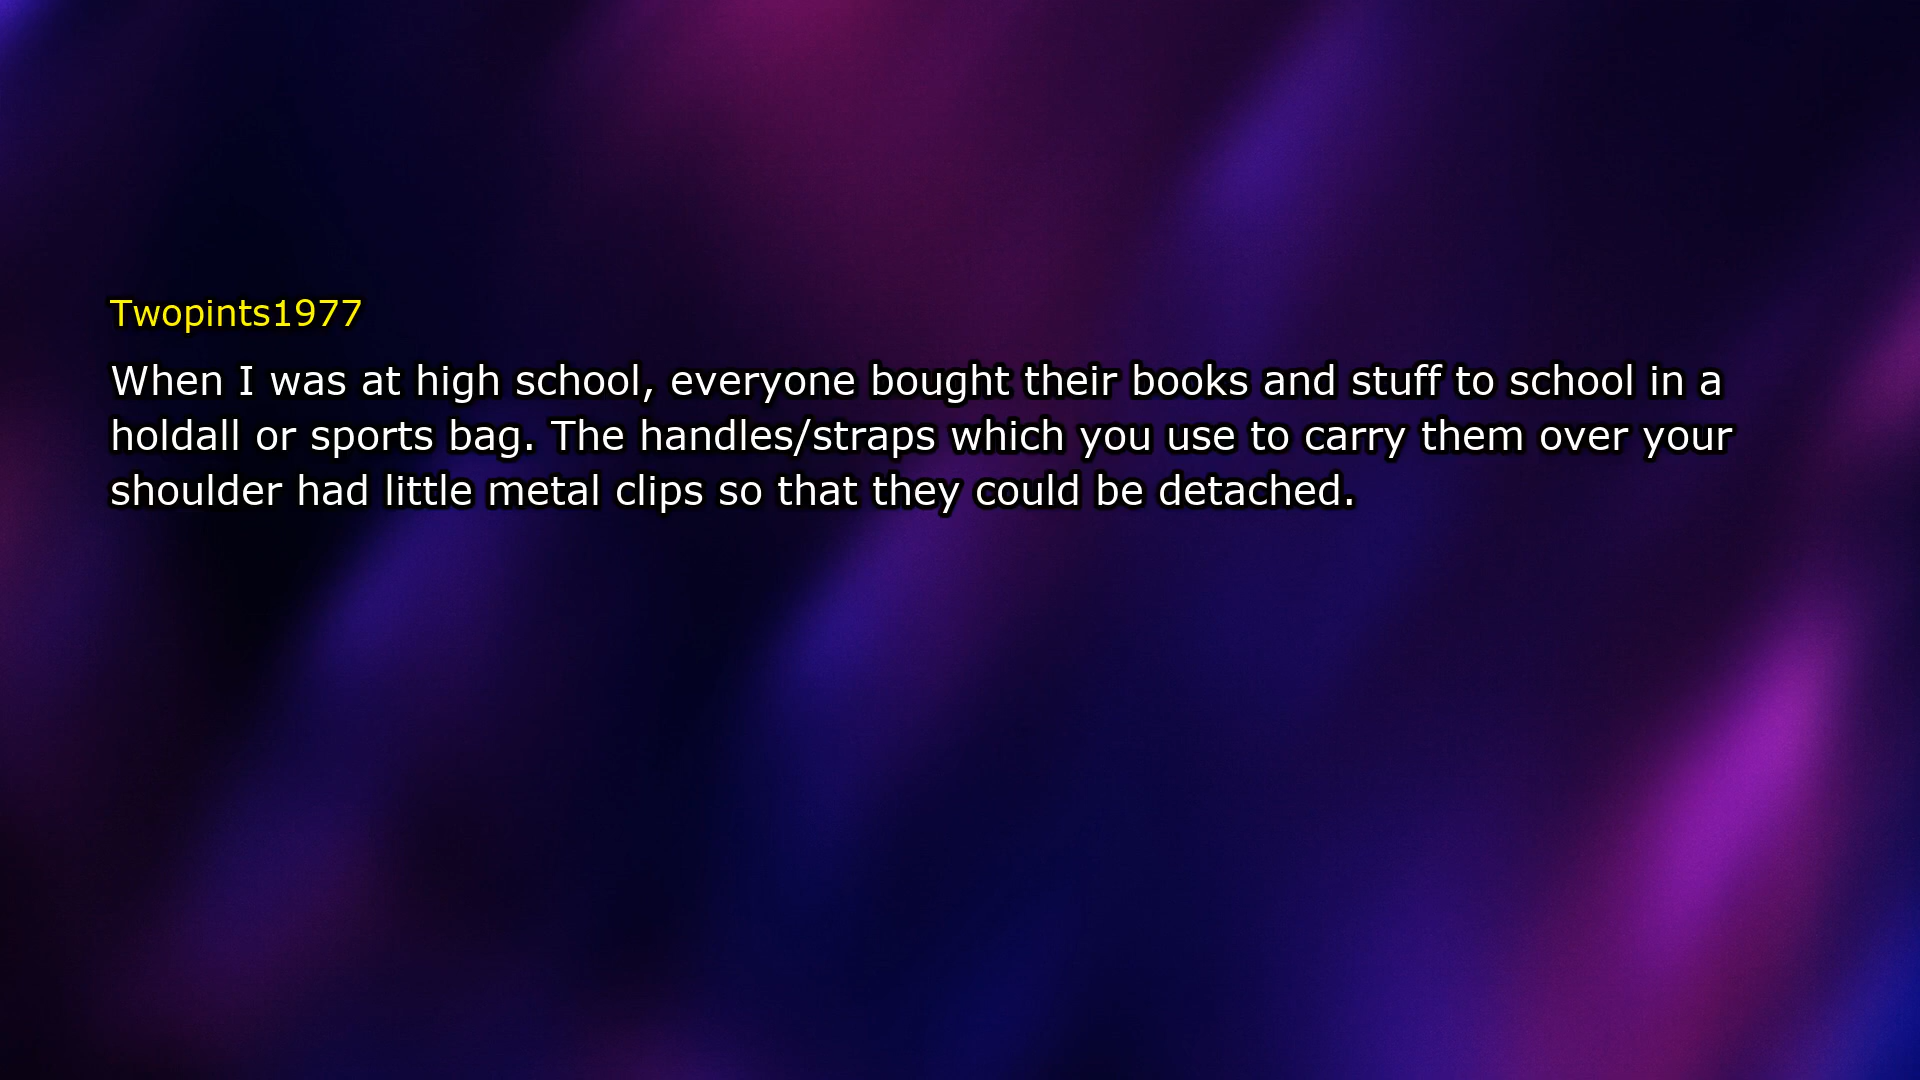 Twopints1977
When I was at high school, everyone bought their books and stuff to school in a
holdall or sports bag. The handles/straps which you use to carry them over your
shoulder had little metal clips so that they could be detached.